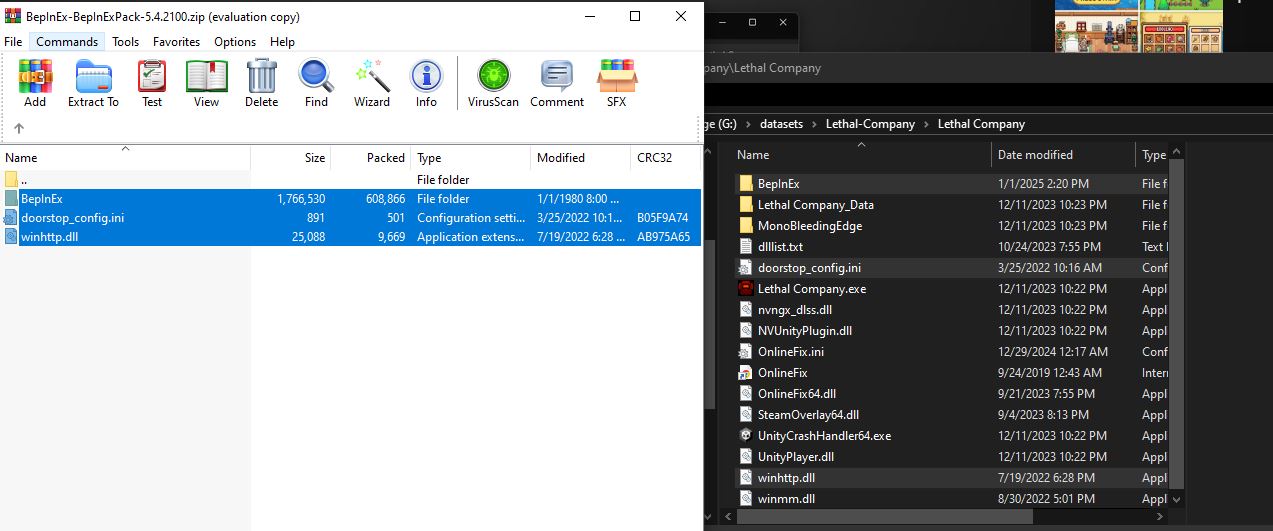 BepInEx-BepInExPack-5.4.2100.zip (evaluation copy)
File Commands Tools Favorites Options Help
Add Extract To Test View Delete Find Wizard Info VirusScan Comment SFX
Name Size Packed Type Modified CRC32
.. File folder
BepInEx 1,766,530 608,866 File folder 1/1/1980 8:00 ...
doorstop_config.ini 891 501 Configuration setti... 3/25/2022 10:1... B05F9A74
winhttp.dll 25,088 9,669 Application extens... 7/19/2022 6:28 ... AB975A65
pany\Lethal Company
ge (G:) > datasets > Lethal-Company > Lethal Company
Name Date modified Type
BepInEx 1/1/2025 2:20 PM File f
Lethal Company_Data 12/11/2023 10:23 PM File f
MonoBleedingEdge 12/11/2023 10:23 PM File f
dlllist.txt 10/24/2023 7:55 PM Text
doorstop_config.ini 3/25/2022 10:16 AM Conf
Lethal Company.exe 12/11/2023 10:22 PM Appl
nvngx_dlss.dll 12/11/2023 10:22 PM Appl
NVUnityPlugin.dll 12/11/2023 10:22 PM Appl
OnlineFix.ini 12/29/2024 12:17 AM Conf
OnlineFix 9/24/2019 12:43 AM Inter
OnlineFix64.dll 9/21/2023 7:55 PM Appl
SteamOverlay64.dll 9/4/2023 8:13 PM Appl
UnityCrashHandler64.exe 12/11/2023 10:22 PM Appl
UnityPlayer.dll 12/11/2023 10:22 PM Appl
winhttp.dll 7/19/2022 6:28 PM Appl
winmm.dll 8/30/2022 5:01 PM Appl